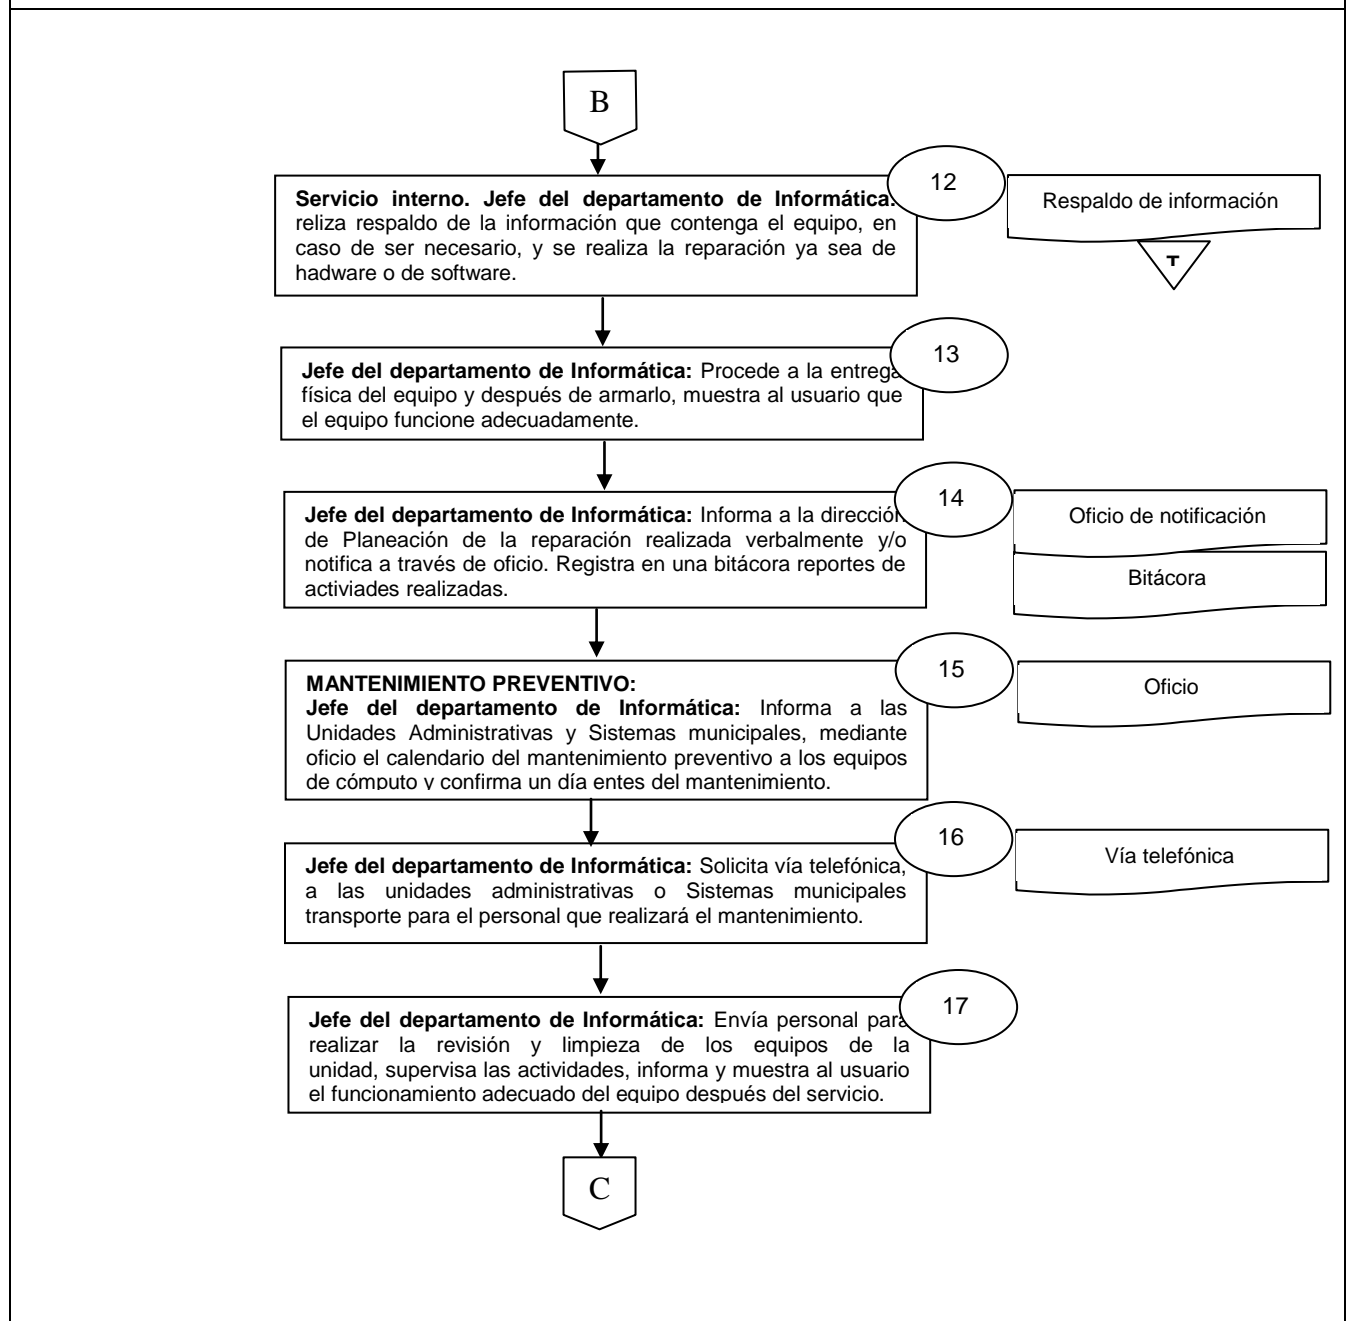 B
12
Servicio interno. Jefe del departamento de Informática.
reliza respaldo de la información que contenga el equipo, en
caso de ser necesario, y se realiza la reparación ya sea de
hadware o de software.
Respaldo de información
T
13
Jefe del departamento de Informática: Procede a la entrega
física del equipo y después de armarlo, muestra al usuario que
el equipo funcione adecuadamente.
14
Jefe del departamento de Informática: Informa a la dirección
de Planeación de la reparación realizada verbalmente y/o
notifica a través de oficio. Registra en una bitácora reportes de
activiades realizadas.
Oficio de notificación
Bitácora
15
MANTENIMIENTO PREVENTIVO:
Jefe del departamento de Informática: Informa a las
Unidades Administrativas y Sistemas municipales, mediante
oficio el calendario del mantenimiento preventivo a los equipos
de cómputo y confirma un día entes del mantenimiento.
Oficio
16
Jefe del departamento de Informática: Solicita vía telefónica,
a las unidades administrativas o Sistemas municipales
transporte para el personal que realizará el mantenimiento.
Vía telefónica
17
Jefe del departamento de Informática: Envía personal para
realizar la revisión y limpieza de los equipos de la
unidad, supervisa las actividades, informa y muestra al usuario
el funcionamiento adecuado del equipo después del servicio.
C